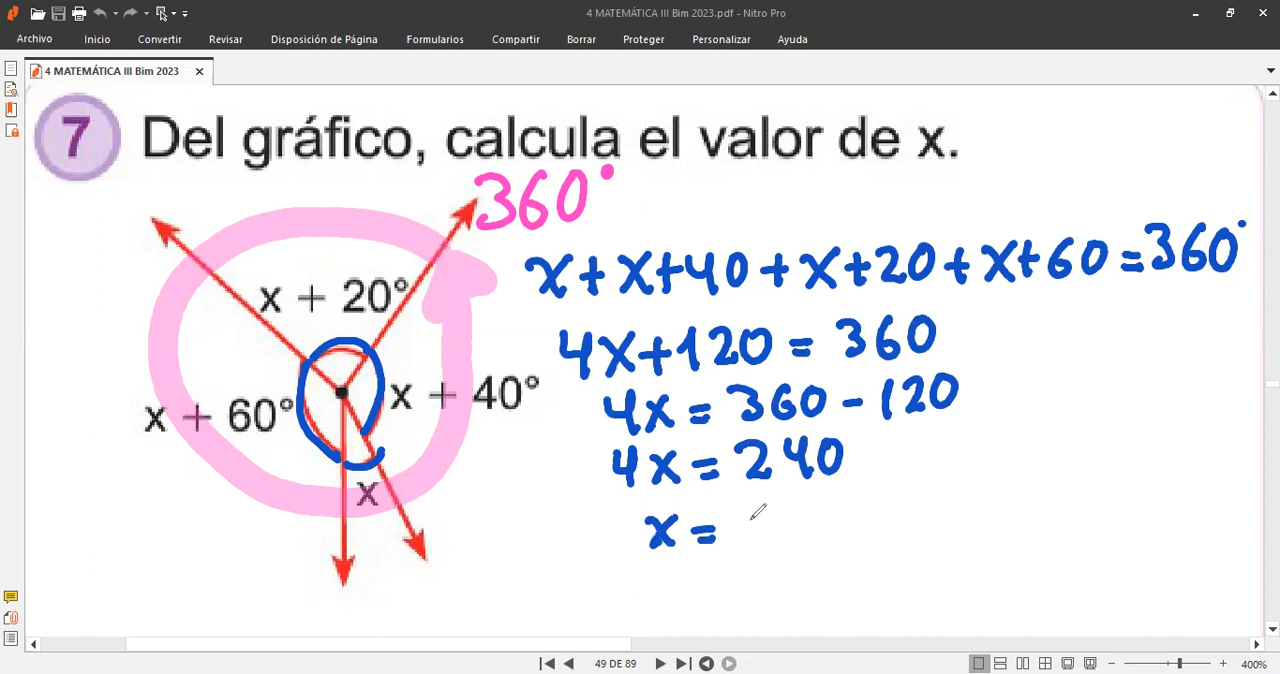 4 MATEMÁTICA III Bim 2023.pdf - Nitro Pro
Archivo Inicio Convertir Revisar Disposición de Página Formularios Compartir Borrar Proteger Personalizar Ayuda
4 MATEMÁTICA III Bim 2023
7 Del gráfico, calcula el valor de x.
360°
x + 20°
x + 40°
x + 60°
x
x + x + 40 + x + 20 + x + 60 = 360°
4x + 120 = 360
4x = 360 - 120
4x = 240
x =
49 DE 89
400%